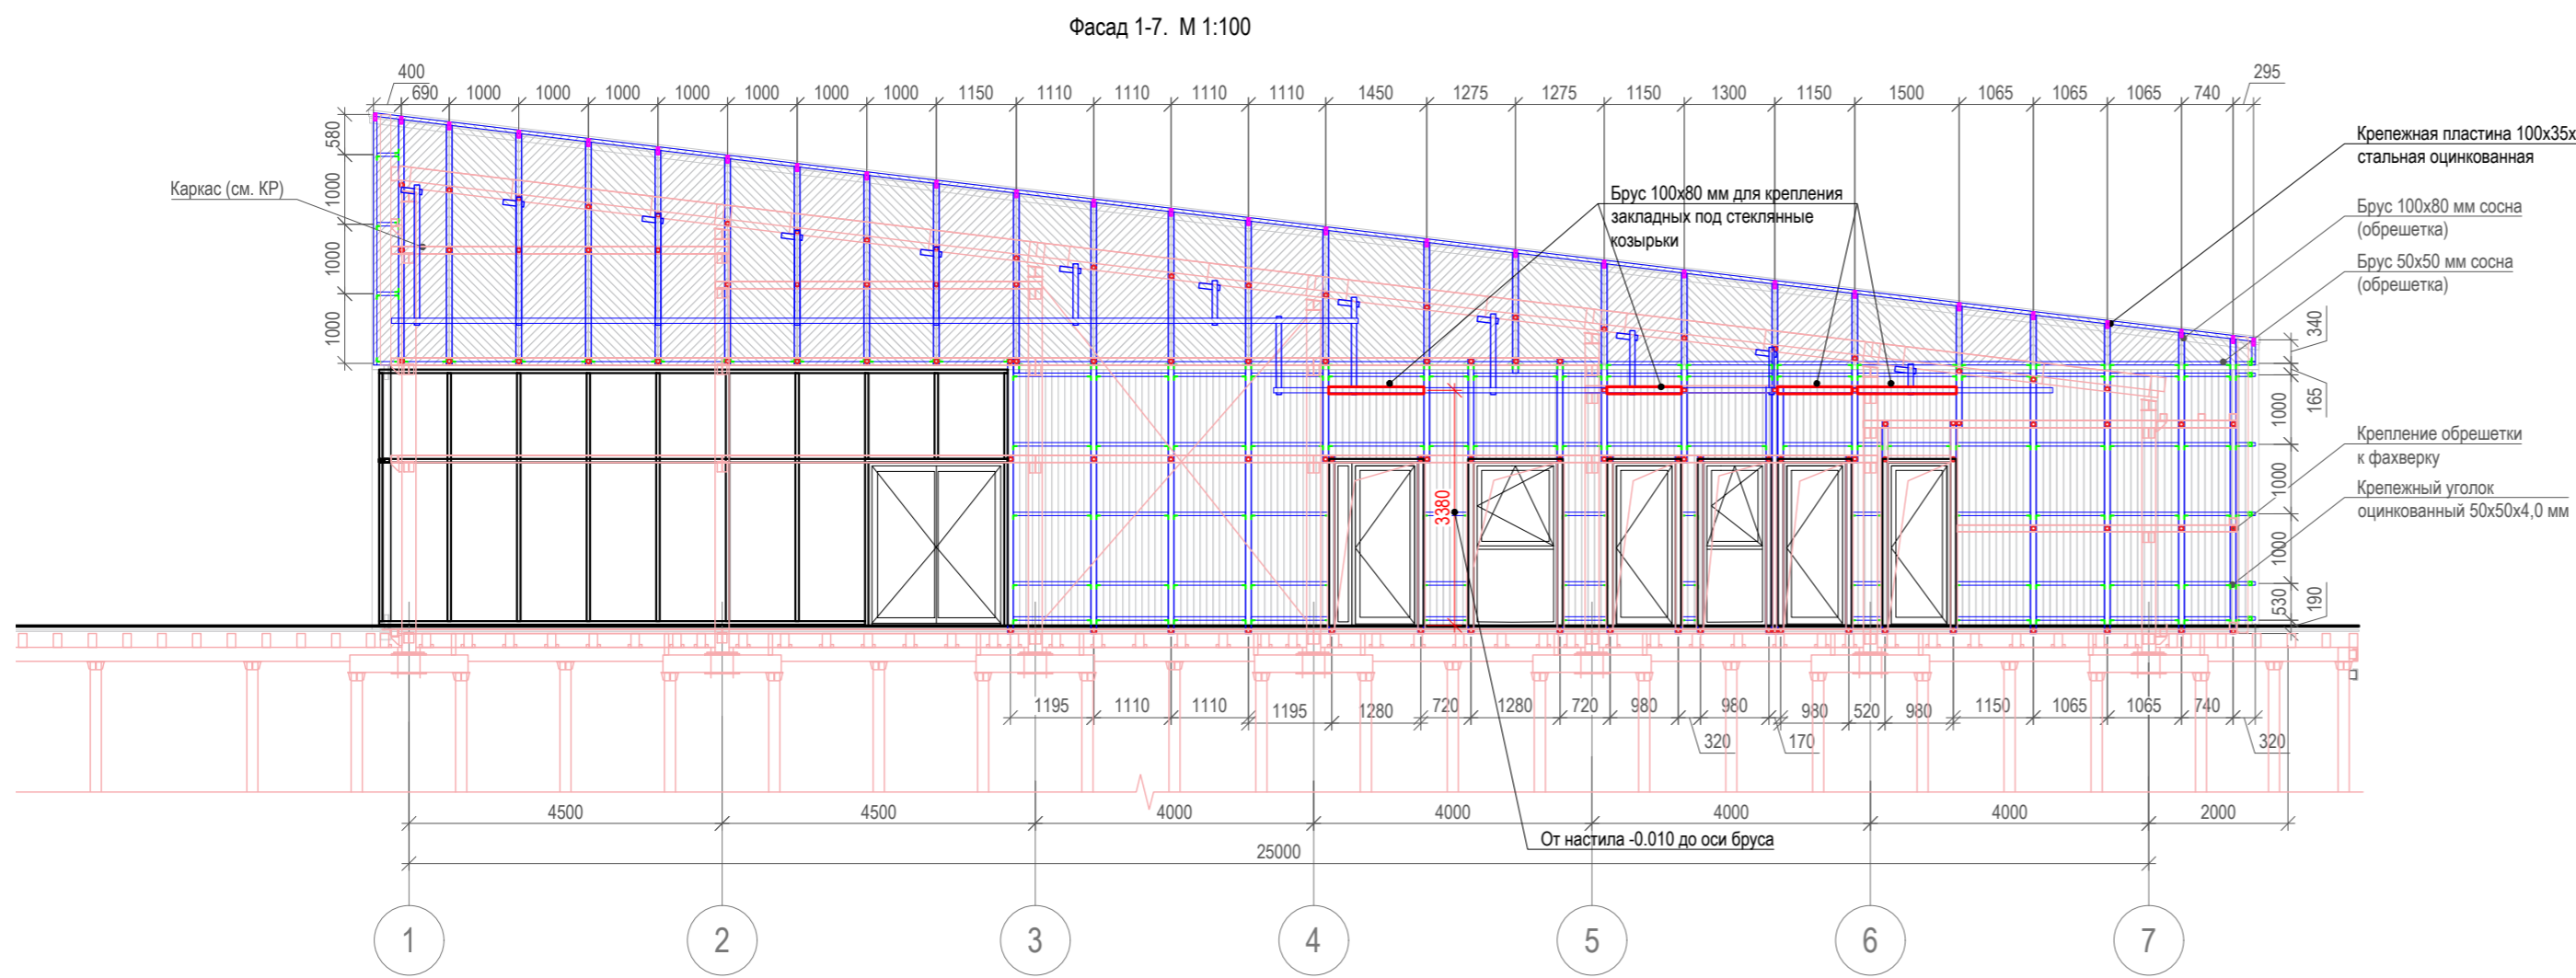 Фасад 1-7.  М 1:100
400
295
690 1000 1000 1000 1000 1000 1000 1000 1150 1110 1110 1110 1110 1450 1275 1275 1150 1300 1150 1500 1065 1065 1065 740
580
1000
1000
1000
Каркас (см. КР)
Брус 100х80 мм для крепления
закладных под стеклянные
козырьки
Крепежная пластина 100х35х
стальная оцинкованная
Брус 100х80 мм сосна
(обрешетка)
Брус 50х50 мм сосна
(обрешетка)
340
165
1000
1000
1000
530
190
Крепление обрешетки
к фахверку
Крепежный уголок
оцинкованный 50х50х4,0 мм
3380
1195 1110 1110 1195 1280 720 1280 720 980 980 980 520 980 1150 1065 1065 740
320 170 320
4500 4500 4000 4000 4000 4000 2000
От настила -0.010 до оси бруса
25000
1 2 3 4 5 6 7